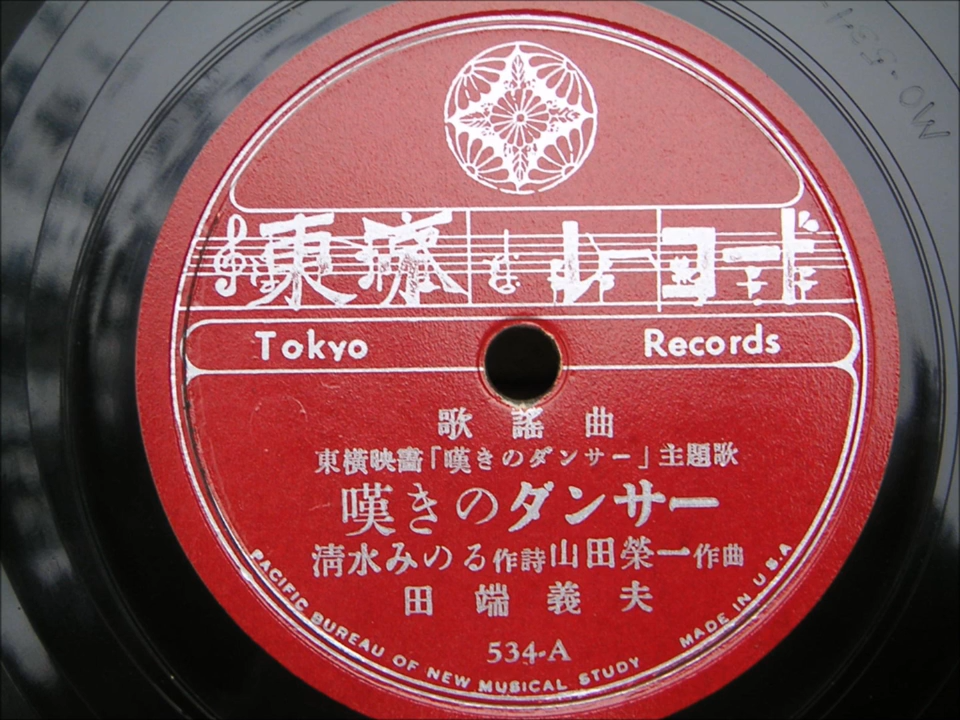 東京レコード
Tokyo Records
歌謡曲
東横映畫「嘆きのダンサー」主題歌
嘆きのダンサー
清水みのる作詩山田榮一作曲
田端義夫
534-A
PACIFIC BUREAU OF NEW MUSICAL STUDY MADE IN U.S.A